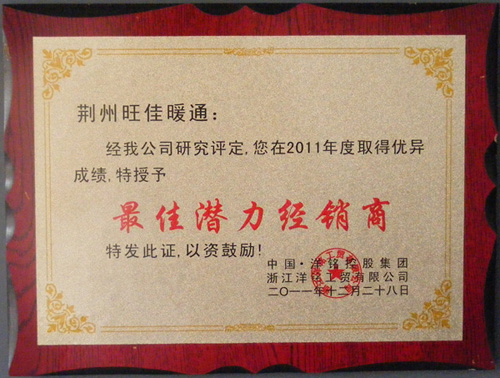 荆州旺佳暖通：
经我公司研究评定,您在2011年度取得优异
成绩,特授予
最佳潜力经销商
特发此证,以资鼓励!
中国·洋铭控股集团
浙江洋铭工贸有限公司
二〇一一年十二月二十八日